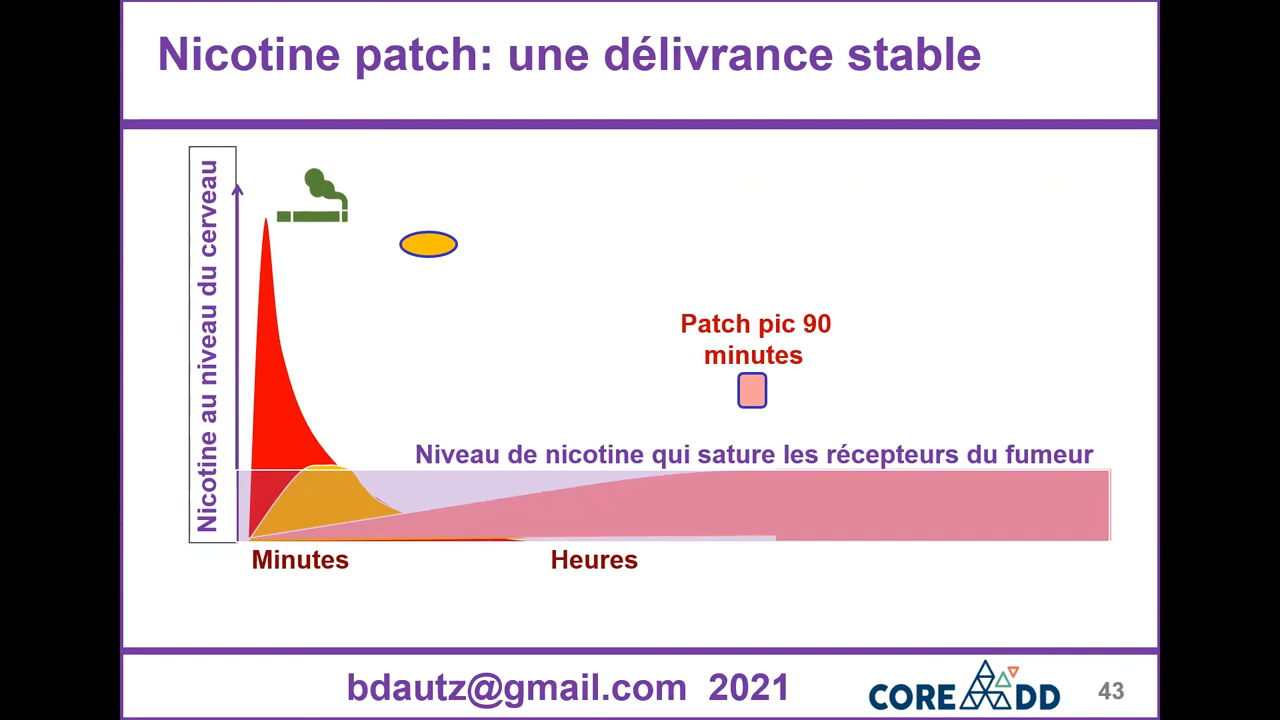 Nicotine patch: une délivrance stable
Nicotine au niveau du cerveau
Patch pic 90
minutes
Niveau de nicotine qui sature les récepteurs du fumeur
Minutes
Heures
bdautz@gmail.com 2021
CORE ADD
43